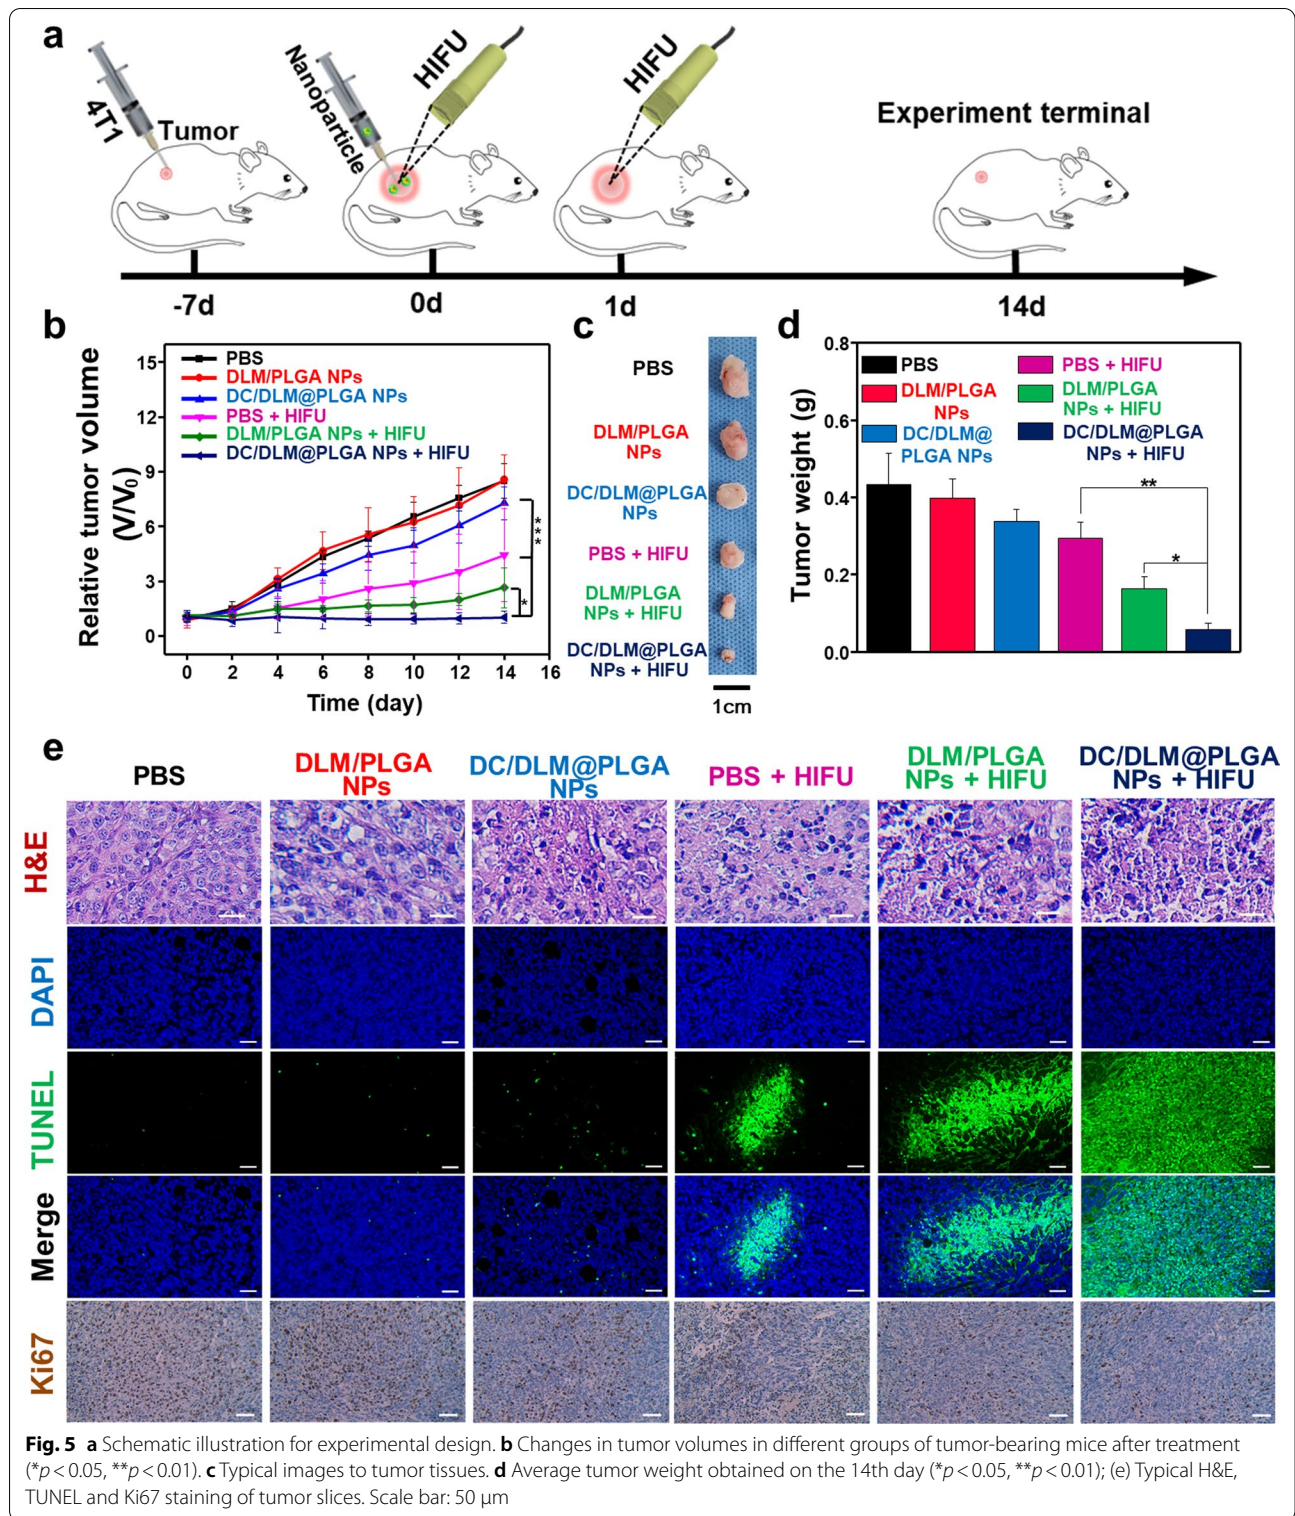 a
4T1
Tumor
Nanoparticle
HIFU
HIFU
Experiment terminal
-7d
0d
1d
14d
b
Relative tumor volume
(V/V0)
15
12
9
6
3
0
PBS
DLM/PLGA NPs
DC/DLM@PLGA NPs
PBS + HIFU
DLM/PLGA NPs + HIFU
DC/DLM@PLGA NPs + HIFU
***
*
0 2 4 6 8 10 12 14 16
Time (day)
c
PBS
DLM/PLGA
NPs
DC/DLM@PLGA
NPs
PBS + HIFU
DLM/PLGA
NPs + HIFU
DC/DLM@PLGA
NPs + HIFU
1cm
d
Tumor weight (g)
0.8
0.6
0.4
0.2
0.0
PBS
DLM/PLGA
NPs
DC/DLM@
PLGA NPs
PBS + HIFU
DLM/PLGA
NPs + HIFU
DC/DLM@PLGA
NPs + HIFU
**
*
e
PBS
DLM/PLGA
NPs
DC/DLM@PLGA
NPs
PBS + HIFU
DLM/PLGA
NPs + HIFU
DC/DLM@PLGA
NPs + HIFU
H&E
DAPI
TUNEL
Merge
Ki67
Fig. 5 a Schematic illustration for experimental design. b Changes in tumor volumes in different groups of tumor-bearing mice after treatment
(*p < 0.05, **p < 0.01). c Typical images to tumor tissues. d Average tumor weight obtained on the 14th day (*p < 0.05, **p < 0.01); (e) Typical H&E,
TUNEL and Ki67 staining of tumor slices. Scale bar: 50 μm